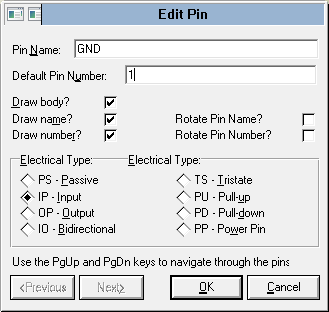 Edit Pin
Pin Name: GND
Default Pin Number: 1
Draw body?
Draw name? Rotate Pin Name?
Draw number? Rotate Pin Number?
Electrical Type: Electrical Type:
PS - Passive TS - Tristate
IP - Input PU - Pull-up
OP - Output PD - Pull-down
IO - Bidirectional PP - Power Pin
Use the PgUp and PgDn keys to navigate through the pins
<Previous Next> OK Cancel